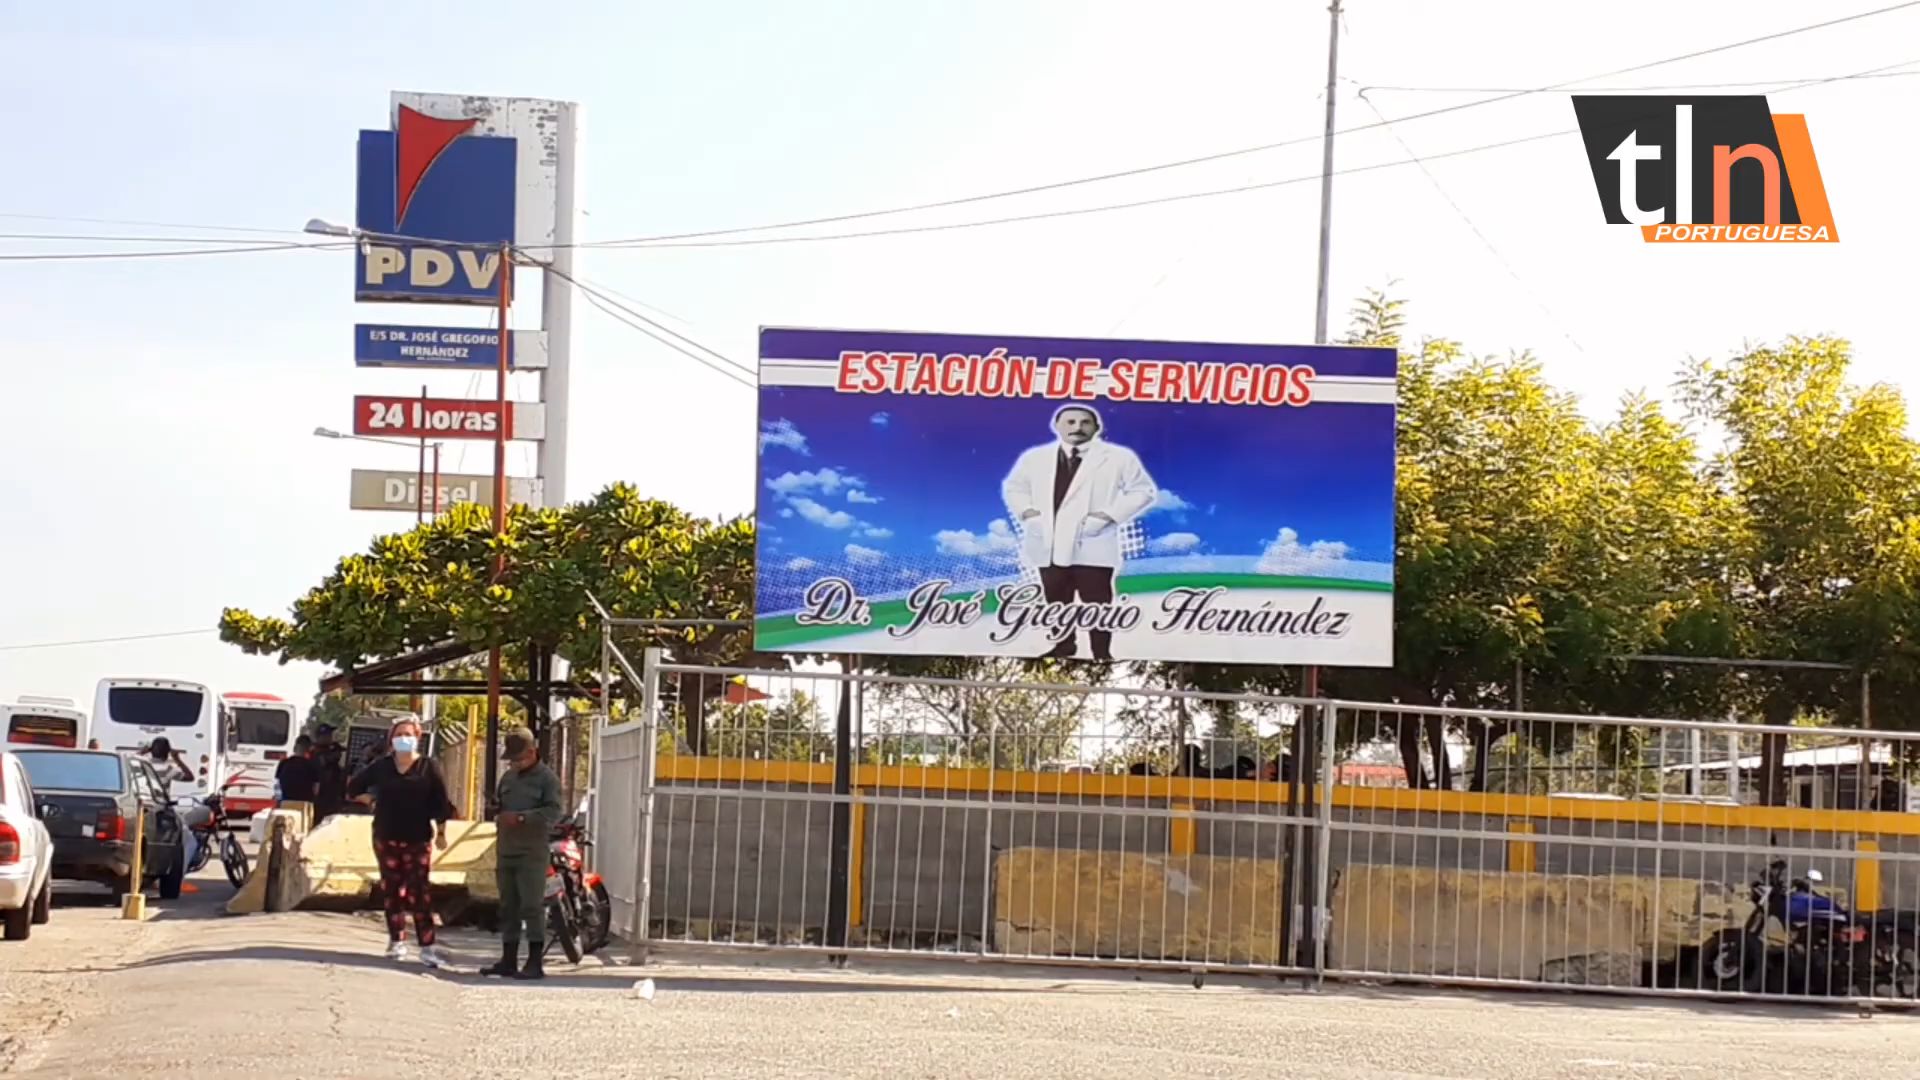 tln
PORTUGUESA
PDV
E/S DR. JOSÉ GREGORIO
HERNÁNDEZ
24 horas
Diesel
ESTACIÓN DE SERVICIOS
Dr. José Gregorio Hernández